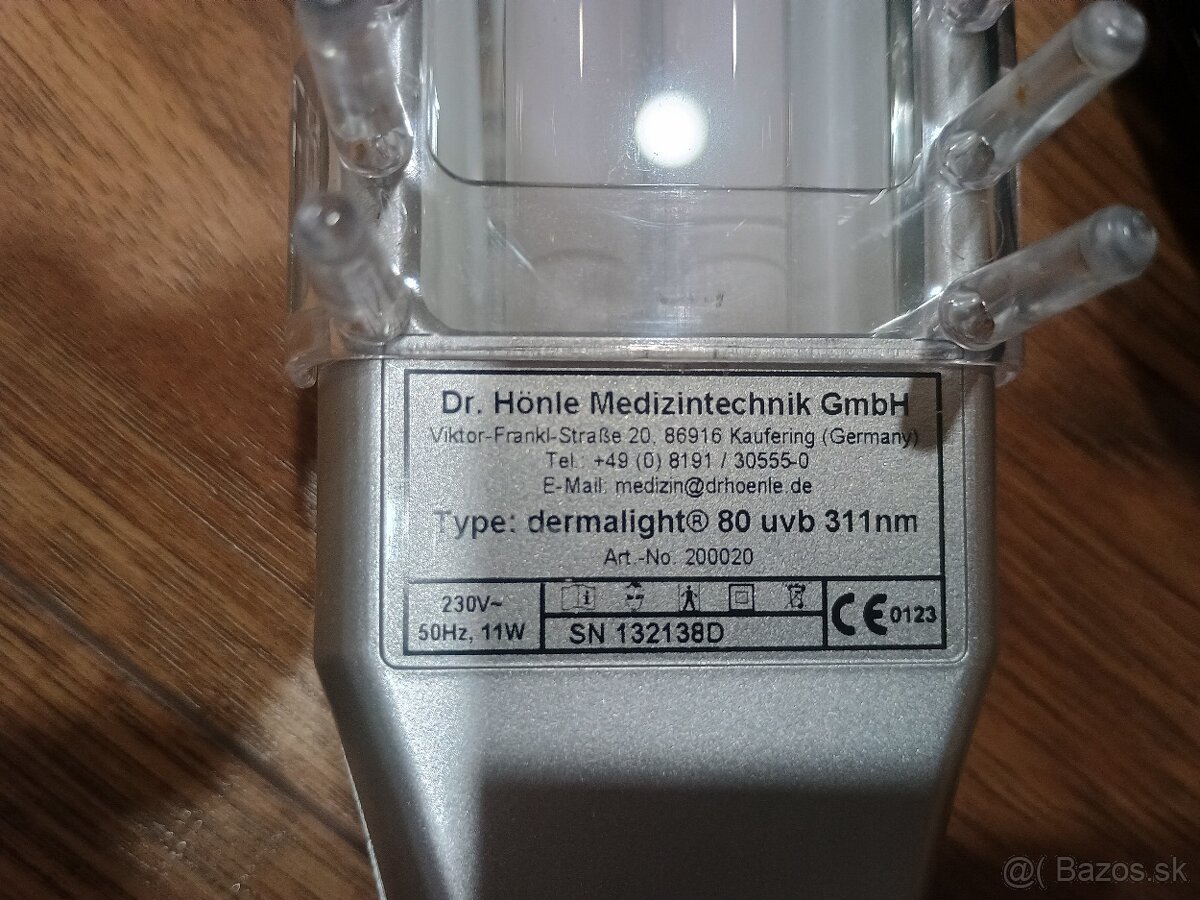 Dr. Hönle Medizintechnik GmbH
Viktor-Frankl-Straße 20, 86916 Kaufering (Germany)
Tel.: +49 (0) 8191 / 30555-0
E-Mail: medizin@drhoenle.de
Type: dermalight® 80 uvb 311nm
Art.-No. 200020
230V~
50Hz, 11W
SN 132138D
CE 0123
@( Bazos.sk